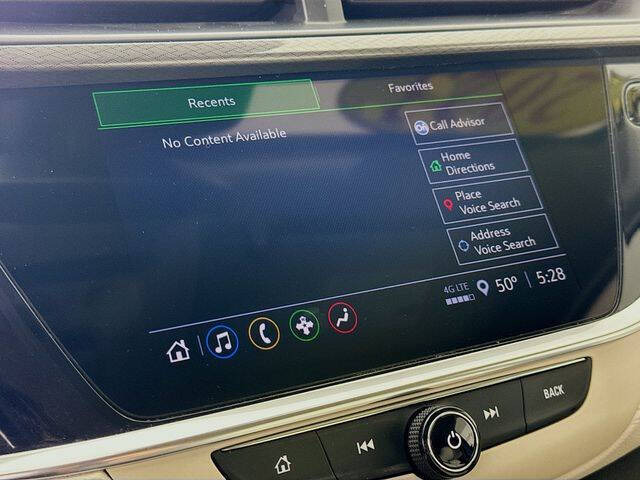 Recents
Favorites
No Content Available
Call Advisor
Home
Directions
Place
Voice Search
Address
Voice Search
4G LTE
50° 5:28
BACK